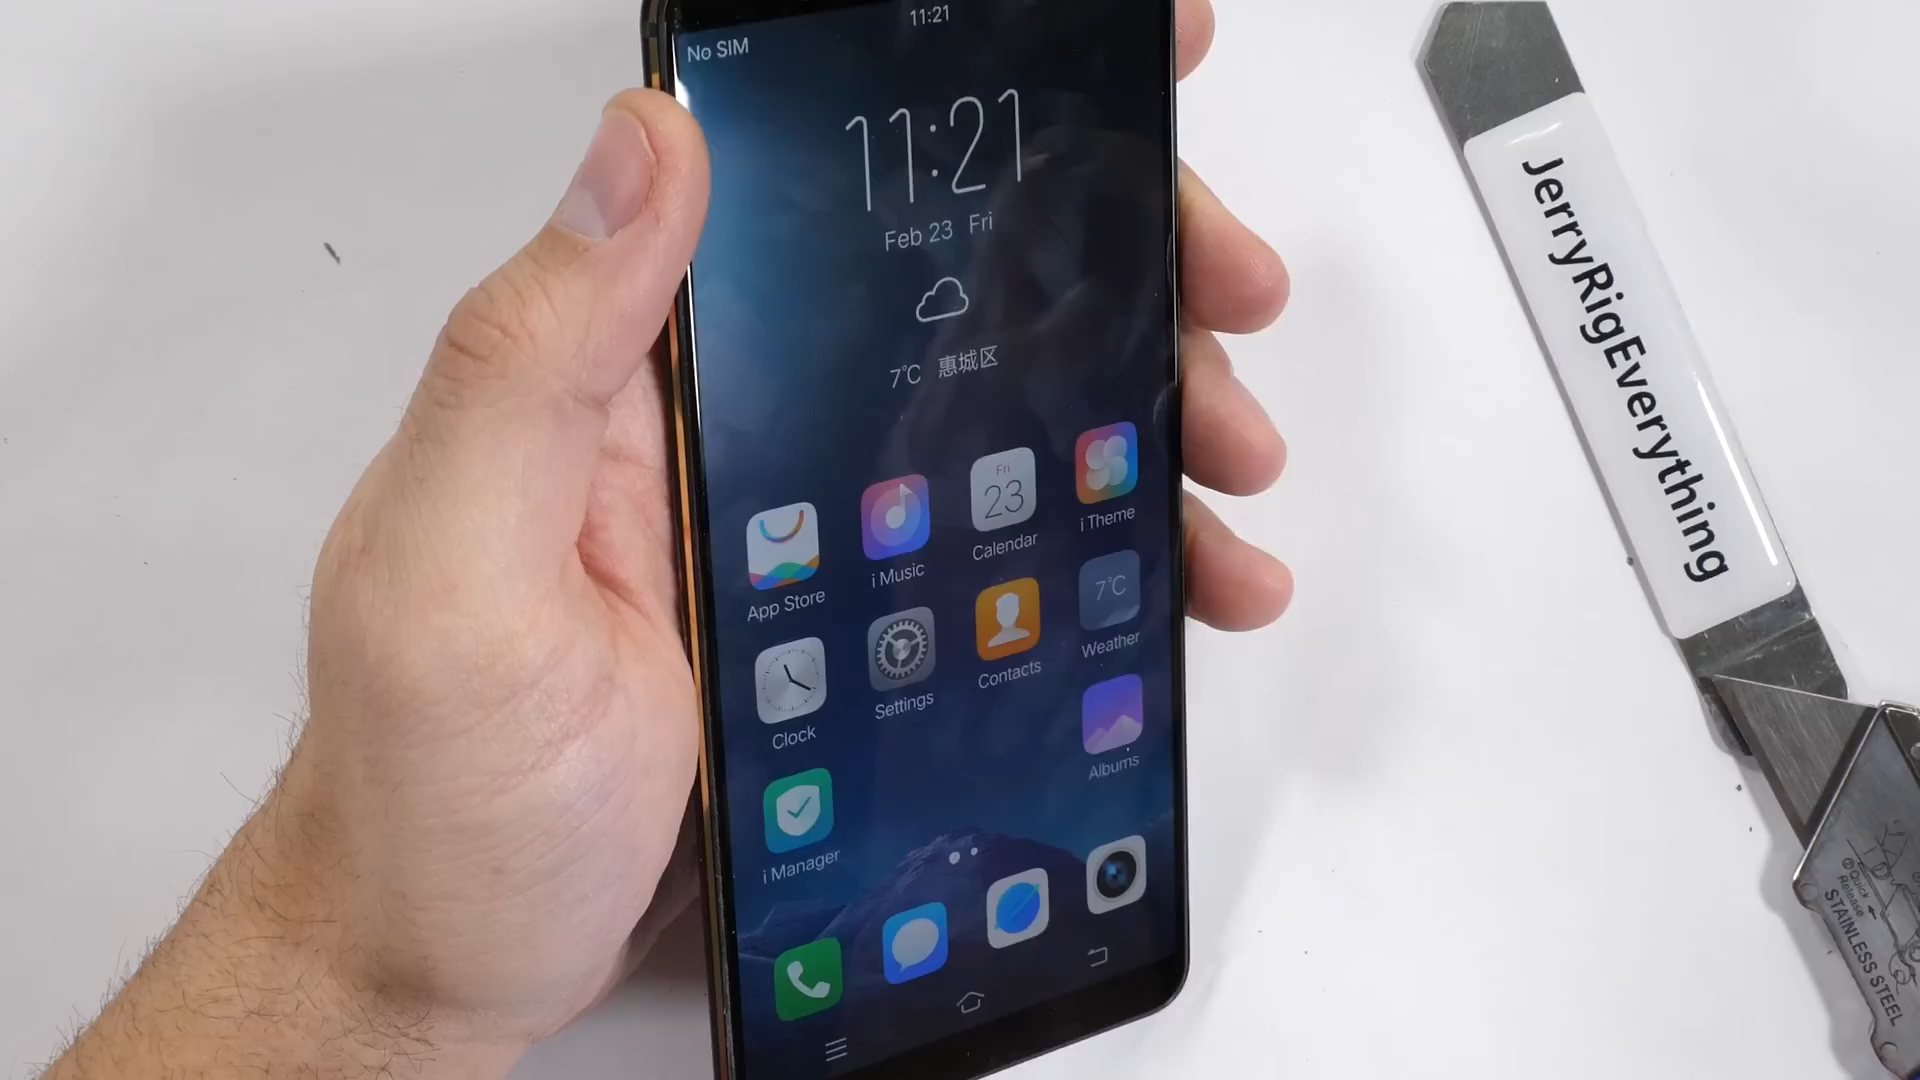 11:21
No SIM
11:21
Feb 23 Fri
7℃ 惠城区
App Store
i Music
Fri
23
Calendar
i Theme
Clock
Settings
Contacts
7℃
Weather
i Manager
Albums
JerryRigEverything
©Quick
Release
STAINLESS STEEL